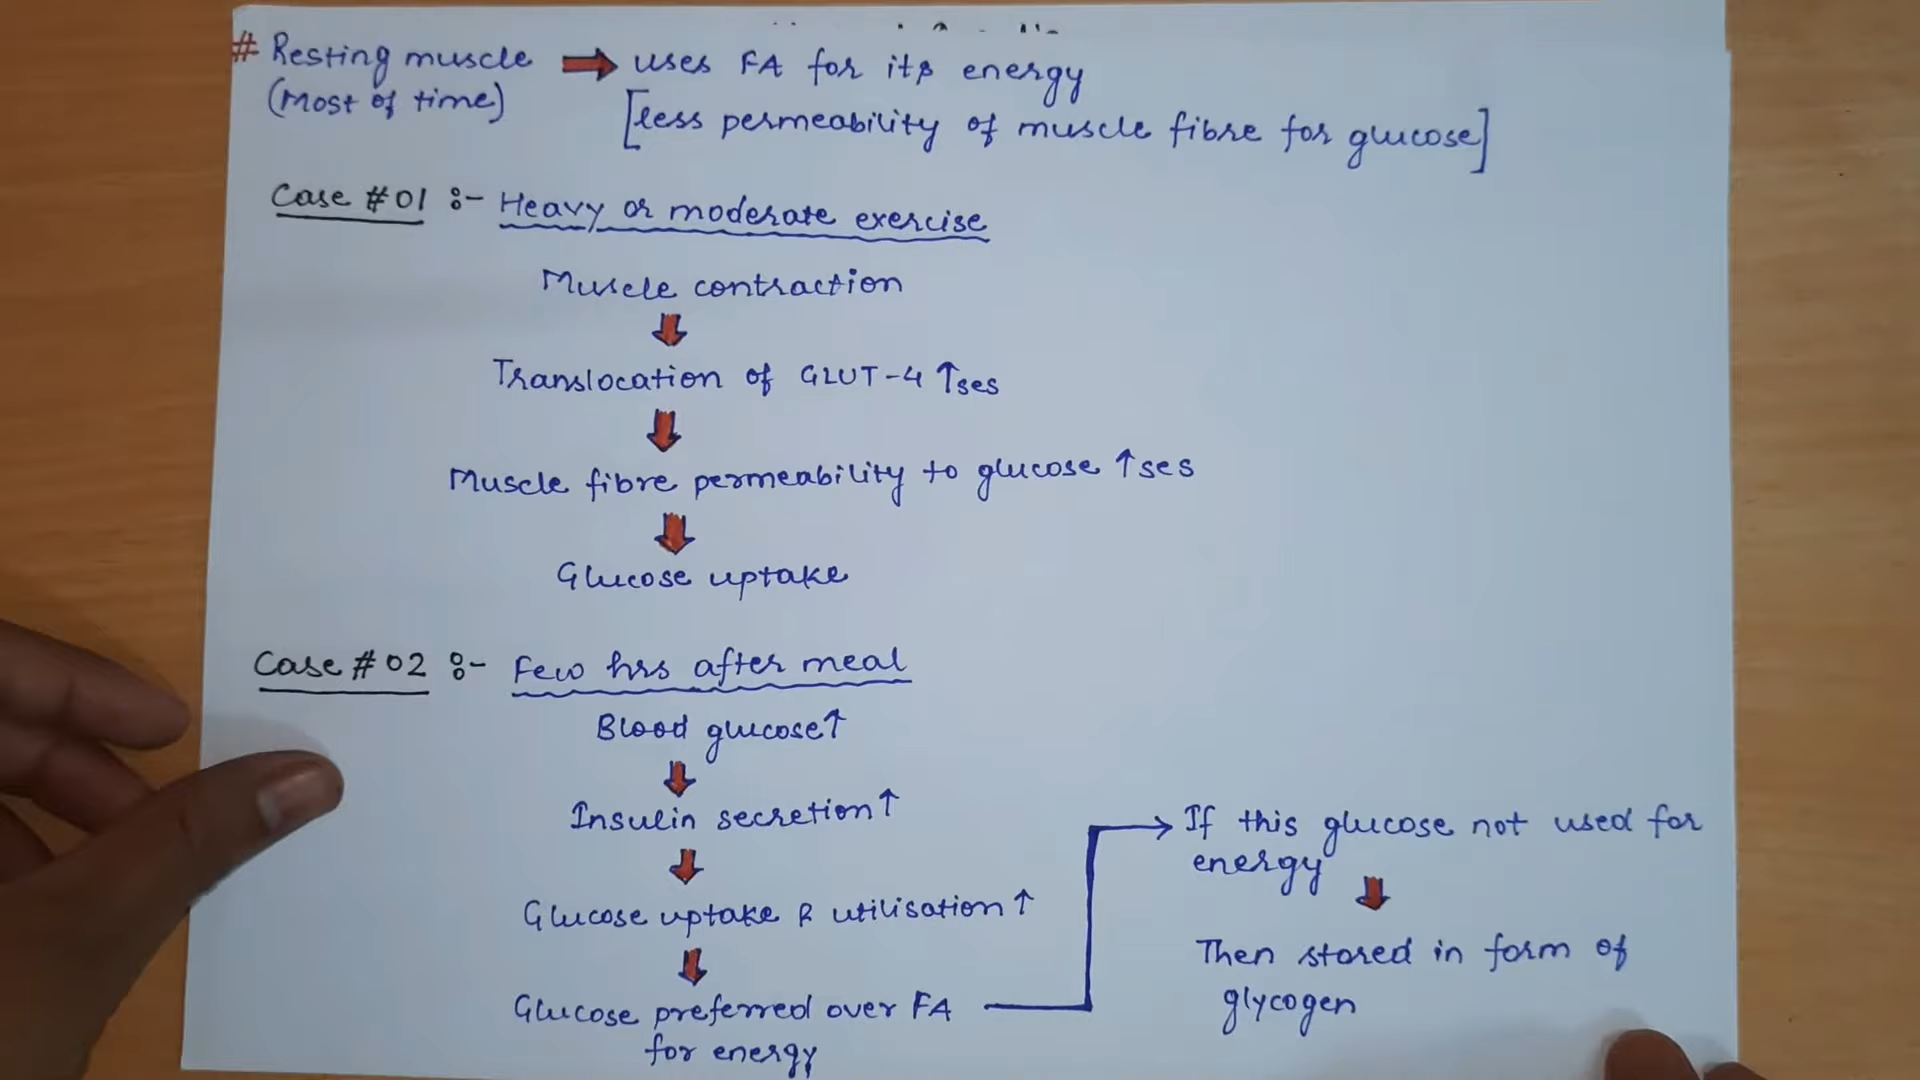 # Resting muscle ➡ uses FA for its energy
(Most of time)
[less permeability of muscle fibre for glucose]
Case #01 :- Heavy or moderate exercise
Muscle contraction
⬇
Translocation of GLUT-4 ↑ses
⬇
Muscle fibre permeability to glucose ↑ses
⬇
Glucose uptake
Case #02 :- Few hrs after meal
Blood glucose↑
⬇
Insulin secretion↑
⬇
Glucose uptake & utilisation↑
⬇
Glucose preferred over FA
for energy
→ If this glucose not used for
energy
⬇
Then stored in form of
glycogen